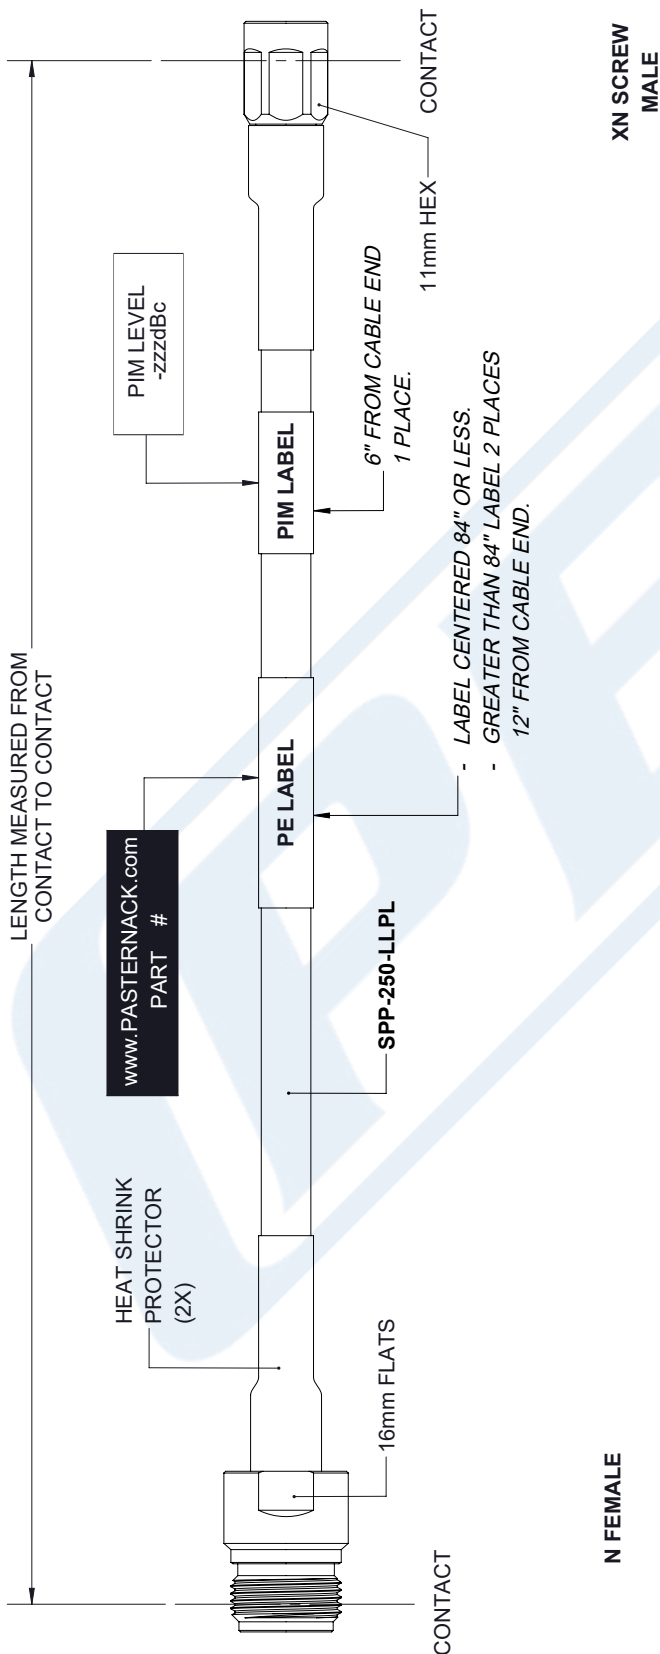 LENGTH MEASURED FROM
CONTACT TO CONTACT
HEAT SHRINK
PROTECTOR
(2X)
www.PASTERNACK.com
PART #
PIM LEVEL
-zzzdBc
PE LABEL
PIM LABEL
CONTACT
16mm FLATS
SPP-250-LLPL
- LABEL CENTERED 84" OR LESS.
- GREATER THAN 84" LABEL 2 PLACES
12" FROM CABLE END.
6" FROM CABLE END
1 PLACE.
11mm HEX
CONTACT
N FEMALE
XN SCREW
MALE